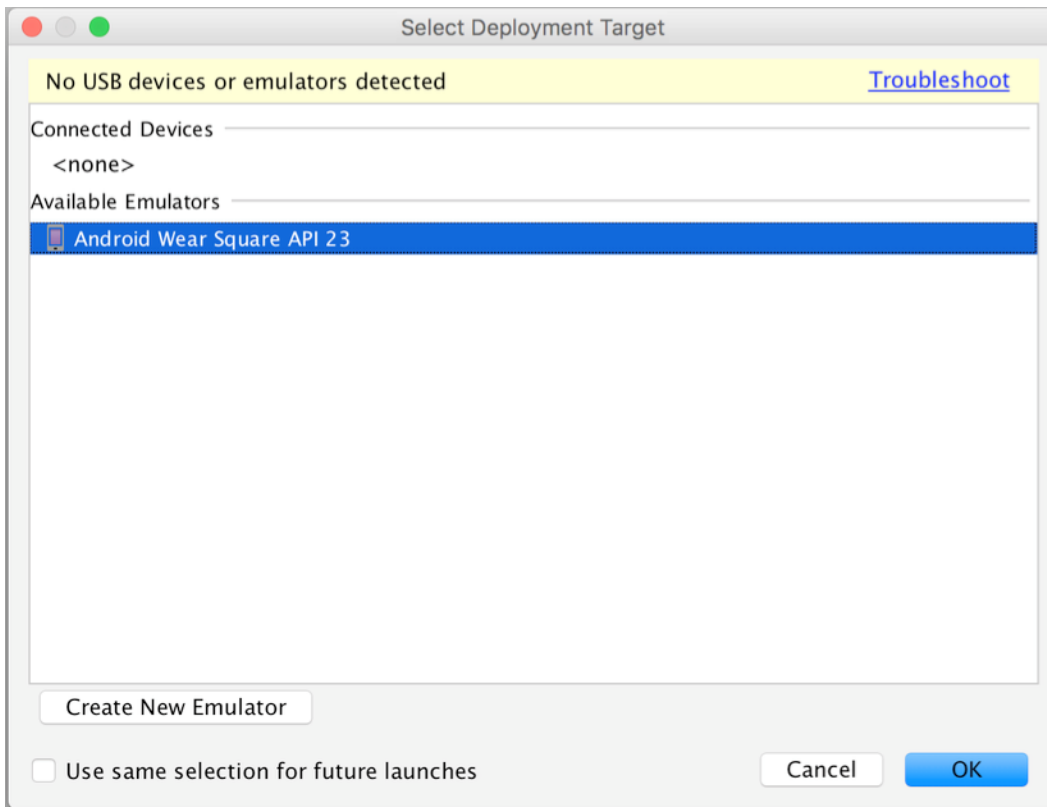 Select Deployment Target
No USB devices or emulators detected Troubleshoot
Connected Devices
<none>
Available Emulators
Android Wear Square API 23
Create New Emulator
Use same selection for future launches Cancel OK